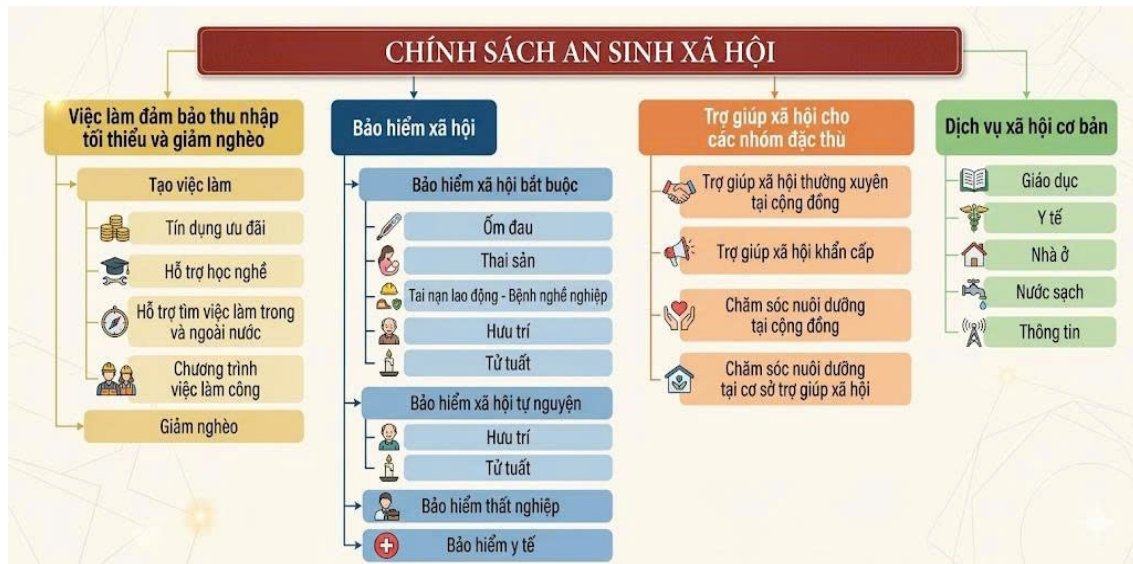 CHÍNH SÁCH AN SINH XÃ HỘI
Việc làm đảm bảo thu nhập
tối thiểu và giảm nghèo
Tạo việc làm
Tín dụng ưu đãi
Hỗ trợ học nghề
Hỗ trợ tìm việc làm trong
và ngoài nước
Chương trình
việc làm công
Giảm nghèo
Bảo hiểm xã hội
Bảo hiểm xã hội bắt buộc
Ốm đau
Thai sản
Tai nạn lao động - Bệnh nghề nghiệp
Hưu trí
Tử tuất
Bảo hiểm xã hội tự nguyện
Hưu trí
Tử tuất
Bảo hiểm thất nghiệp
Bảo hiểm y tế
Trợ giúp xã hội cho
các nhóm đặc thù
Trợ giúp xã hội thường xuyên
tại cộng đồng
Trợ giúp xã hội khẩn cấp
Chăm sóc nuôi dưỡng
tại cộng đồng
Chăm sóc nuôi dưỡng
tại cơ sở trợ giúp xã hội
Dịch vụ xã hội cơ bản
Giáo dục
Y tế
Nhà ở
Nước sạch
Thông tin